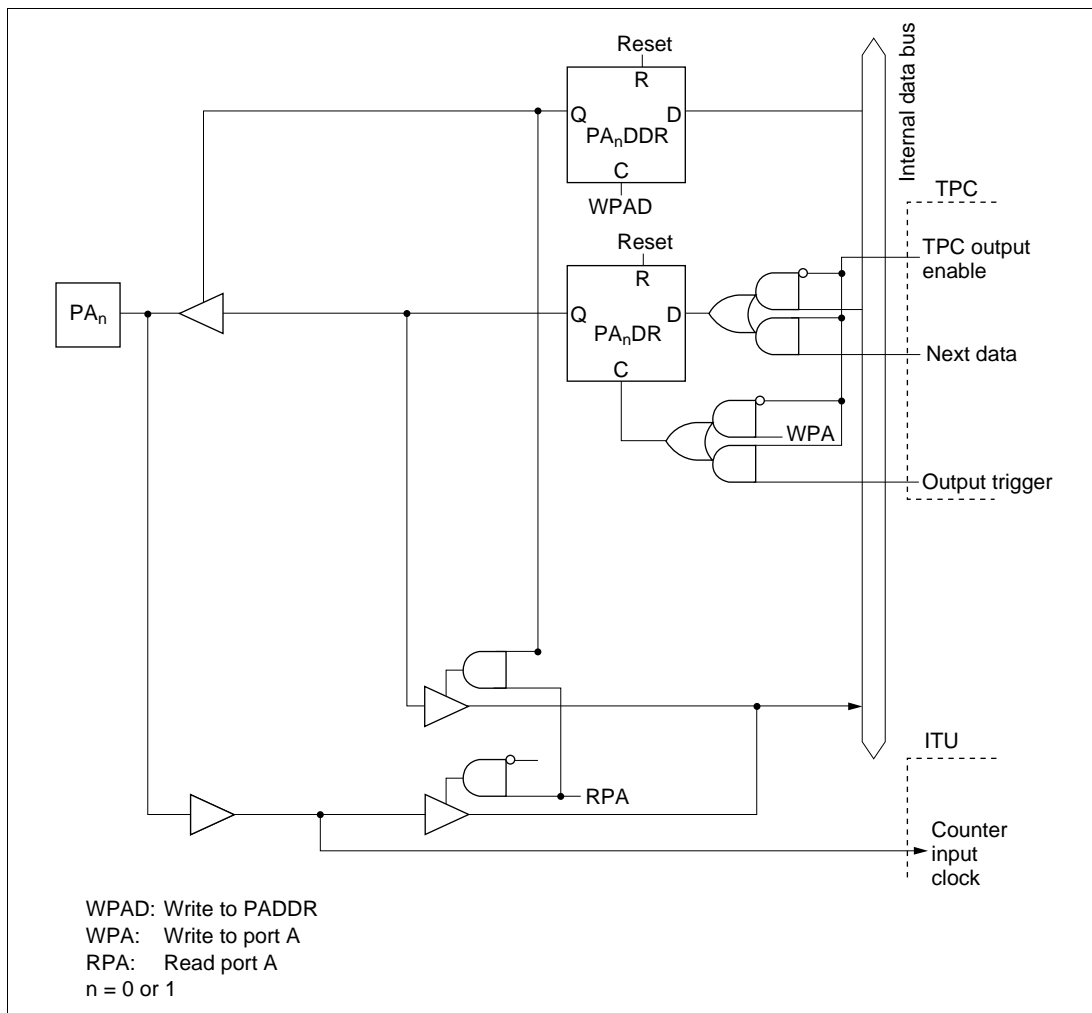 Reset
R
Q
D
PAnDDR
C
WPAD
Internal data bus
TPC
TPC output
enable
Reset
R
Q
D
PAnDR
C
PAn
Next data
WPA
Output trigger
RPA
ITU
Counter
input
clock
WPAD: Write to PADDR
WPA: Write to port A
RPA: Read port A
n = 0 or 1